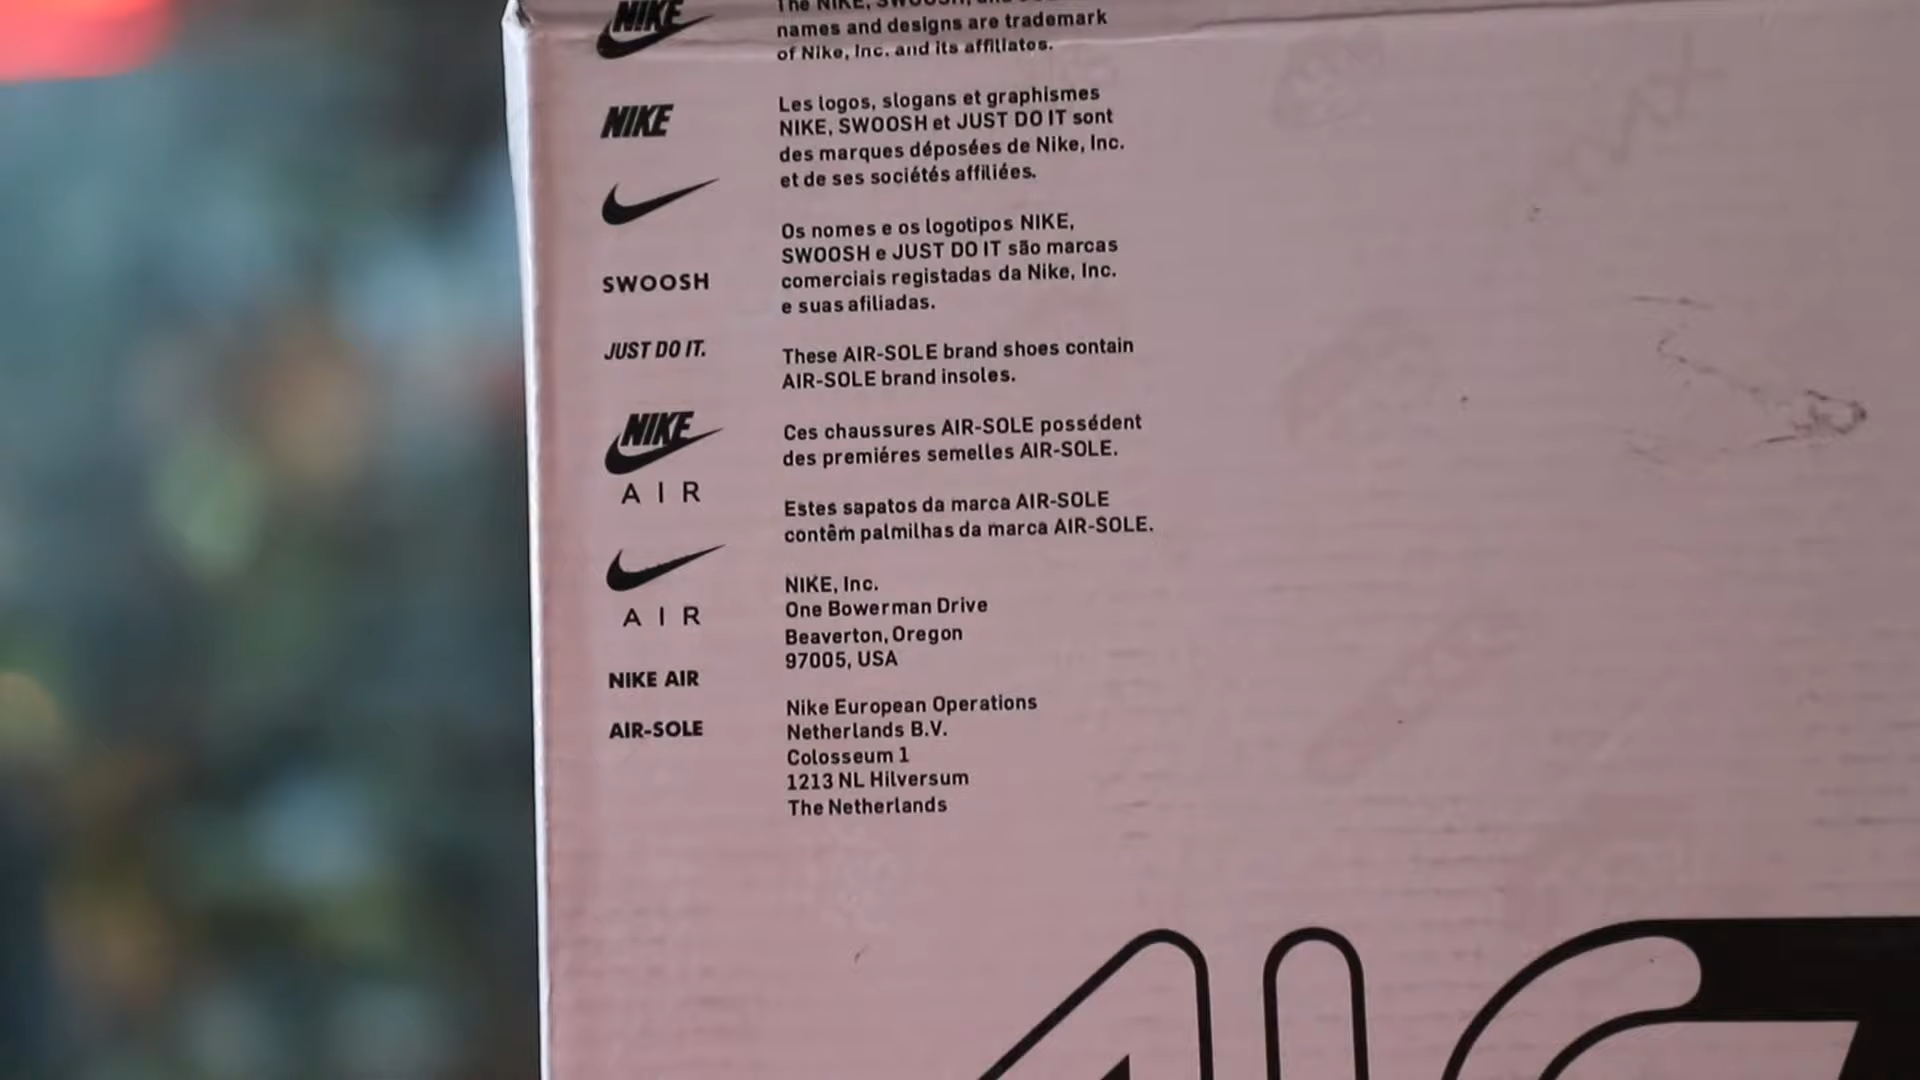 NIKE
NIKE
SWOOSH
JUST DO IT.
NIKE
AIR
AIR
NIKE AIR
AIR-SOLE
The NIKE, SWOOSH,
names and designs are trademark
of Nike, Inc. and its affiliates.
Les logos, slogans et graphismes
NIKE, SWOOSH et JUST DO IT sont
des marques déposées de Nike, Inc.
et de ses sociétés affiliées.
Os nomes e os logotipos NIKE,
SWOOSH e JUST DO IT são marcas
comerciais registadas da Nike, Inc.
e suas afiliadas.
These AIR-SOLE brand shoes contain
AIR-SOLE brand insoles.
Ces chaussures AIR-SOLE possédent
des premiéres semelles AIR-SOLE.
Estes sapatos da marca AIR-SOLE
contêm palmilhas da marca AIR-SOLE.
NIKE, Inc.
One Bowerman Drive
Beaverton, Oregon
97005, USA
Nike European Operations
Netherlands B.V.
Colosseum 1
1213 NL Hilversum
The Netherlands